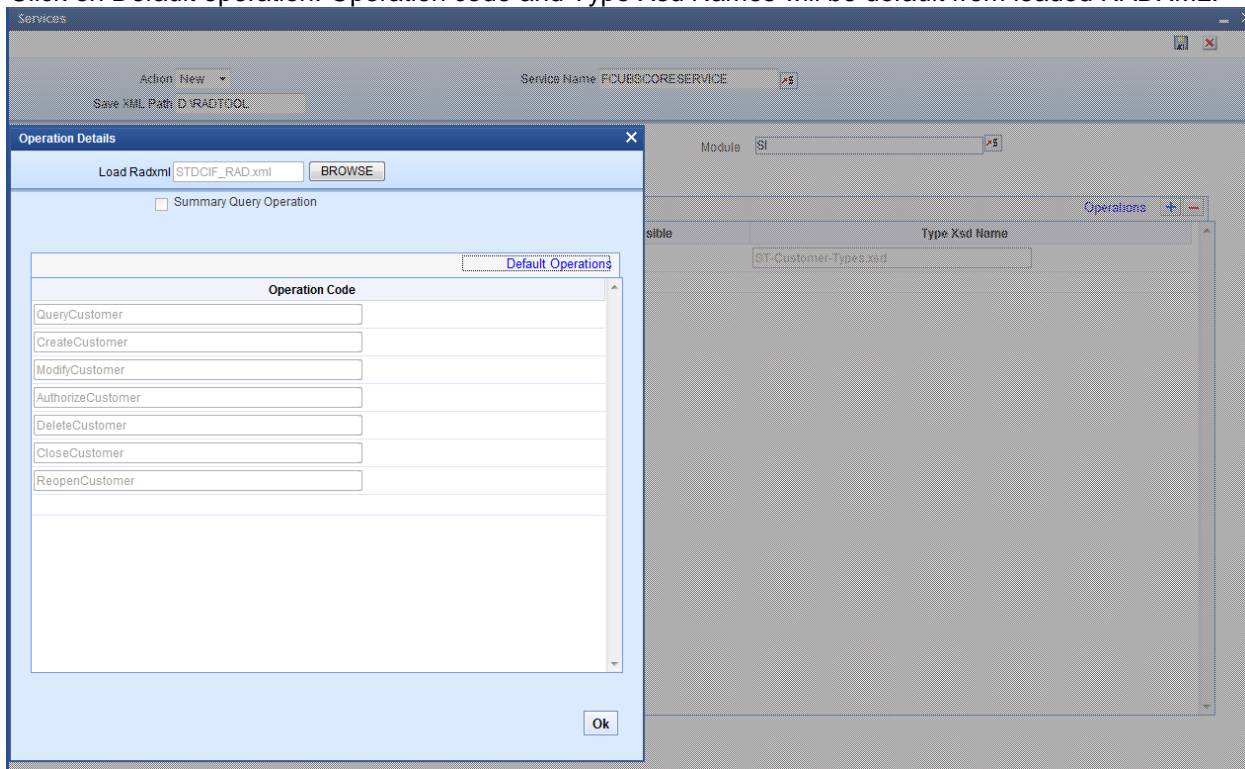 Click on Default operation. Operation code and Type Xsd Names will be default from loaded RADXML.
Services
Action New Service Name FCUBSCORESERVICE
Save XML Path D:\RADTOOL
Operation Details
Module SI
Load Radxml STDCIF_RAD.xml BROWSE
Summary Query Operation
Operations
sible Type Xsd Name
ST-Customer-Types.xsd
Default Operations
Operation Code
QueryCustomer
CreateCustomer
ModifyCustomer
AuthorizeCustomer
DeleteCustomer
CloseCustomer
ReopenCustomer
Ok